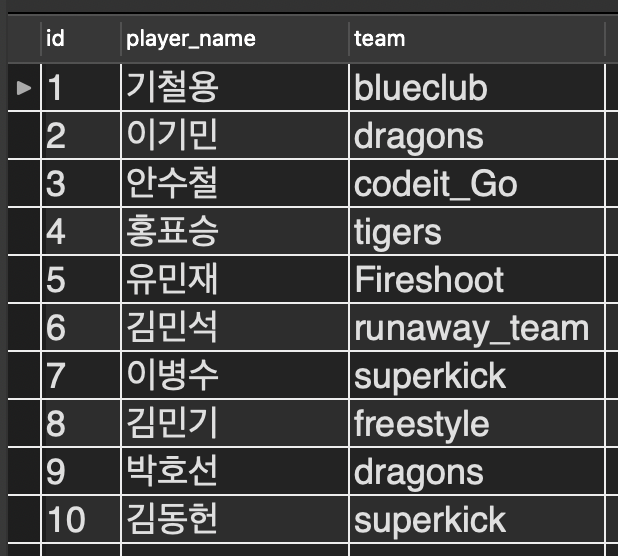 id player_name team
1 기철용 blueclub
2 이기민 dragons
3 안수철 codeit_Go
4 홍표승 tigers
5 유민재 Fireshoot
6 김민석 runaway_team
7 이병수 superkick
8 김민기 freestyle
9 박호선 dragons
10 김동헌 superkick